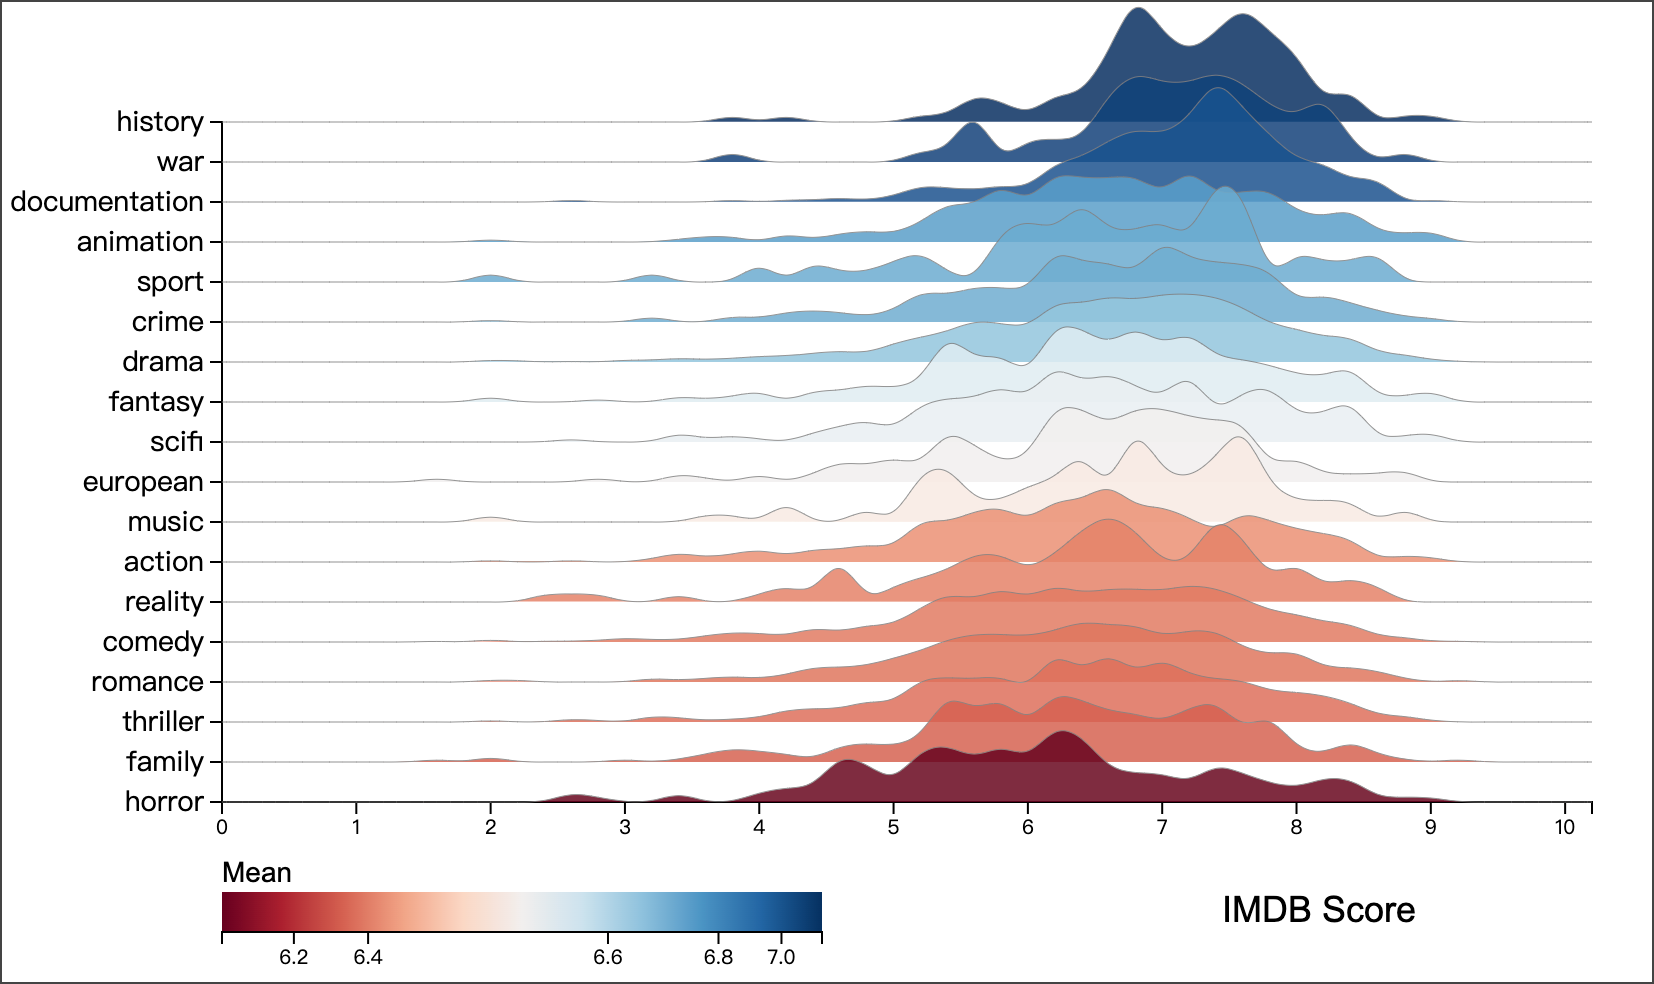 history
war
documentation
animation
sport
crime
drama
fantasy
scifi
european
music
action
reality
comedy
romance
thriller
family
horror
0 1 2 3 4 5 6 7 8 9 10
Mean
IMDB Score
6.2 6.4 6.6 6.8 7.0